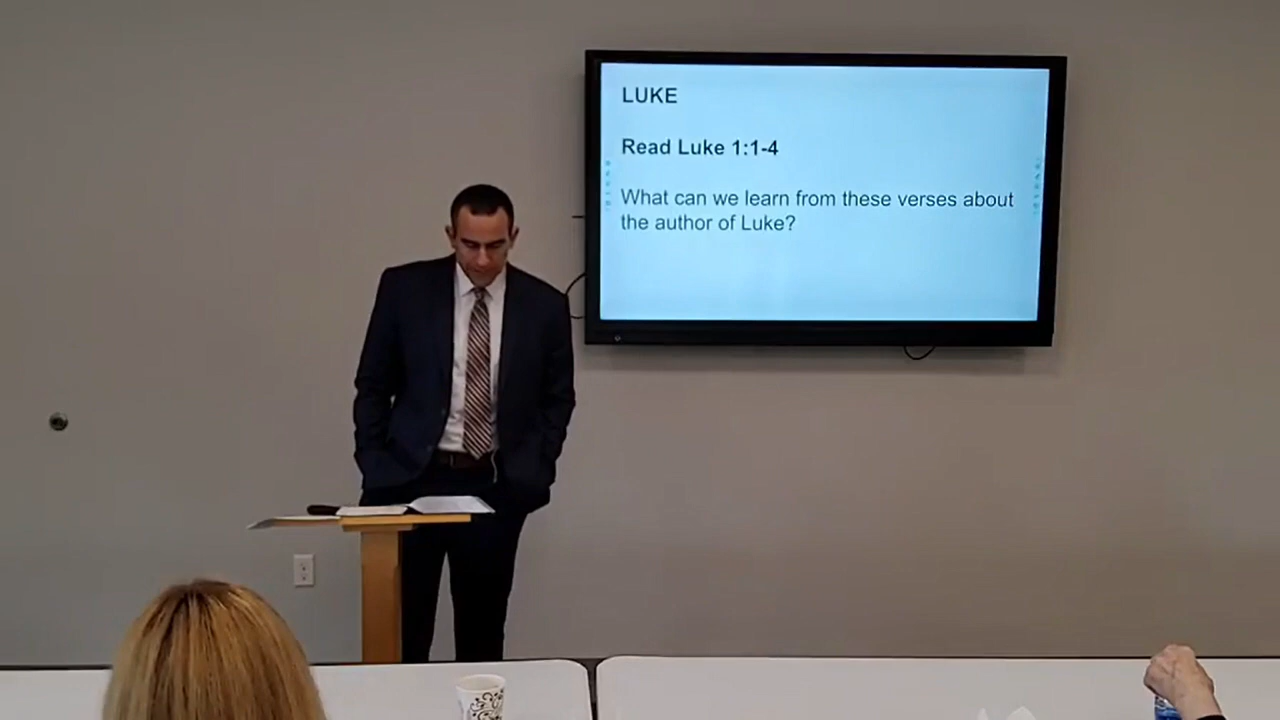 LUKE
Read Luke 1:1-4
What can we learn from these verses about
the author of Luke?